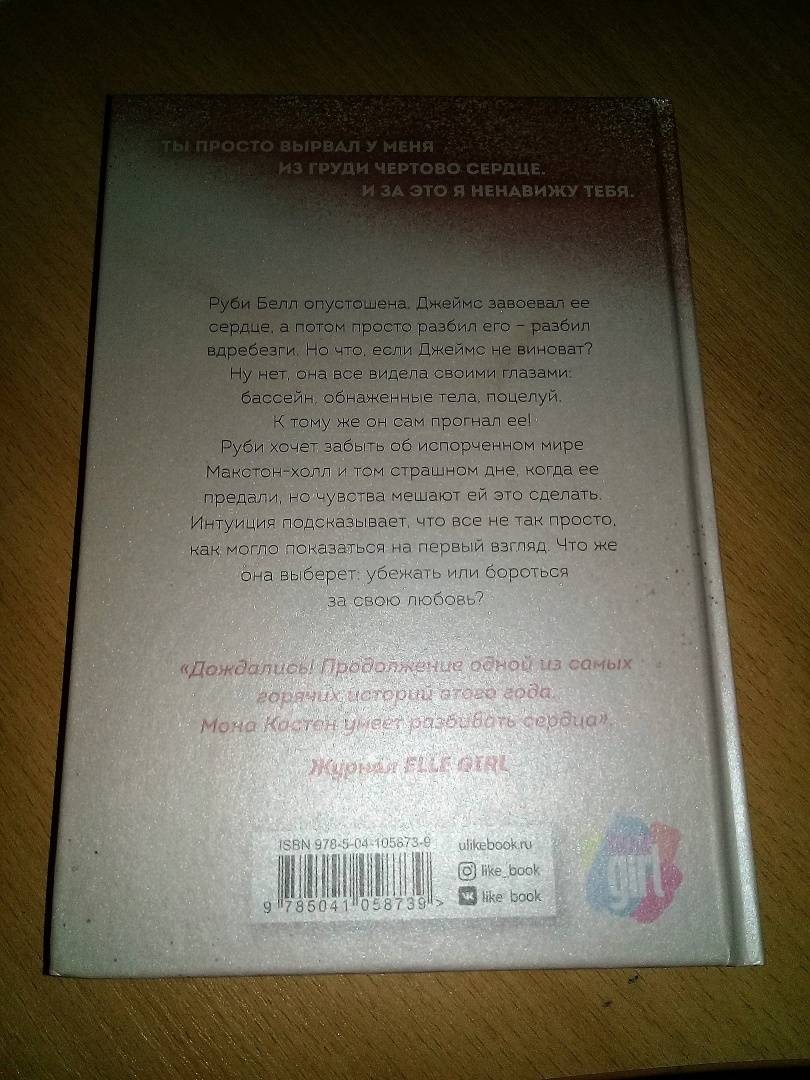 ТЫ ПРОСТО ВЫРВАЛ У МЕНЯ
ИЗ ГРУДИ ЧЕРТОВО СЕРДЦЕ.
И ЗА ЭТО Я НЕНАВИЖУ ТЕБЯ.
Руби Белл опустошена. Джеймс завоевал ее
сердце, а потом просто разбил его – разбил
вдребезги. Но что, если Джеймс не виноват?
Ну нет, она все видела своими глазами:
бассейн, обнаженные тела, поцелуй.
К тому же он сам прогнал ее!
Руби хочет забыть об испорченном мире
Макстон-холл и том страшном дне, когда ее
предали, но чувства мешают ей это сделать.
Интуиция подсказывает, что все не так просто,
как могло показаться на первый взгляд. Что же
она выберет: убежать или бороться
за свою любовь?
«Дождались! Продолжение одной из самых
горячих историй этого года.
Мона Кастен умеет разбивать сердца».
Журнал ELLE GIRL
ISBN 978-5-04-105873-9
9 785041 058739 >
ulikebook.ru
like_book
like_book
girl